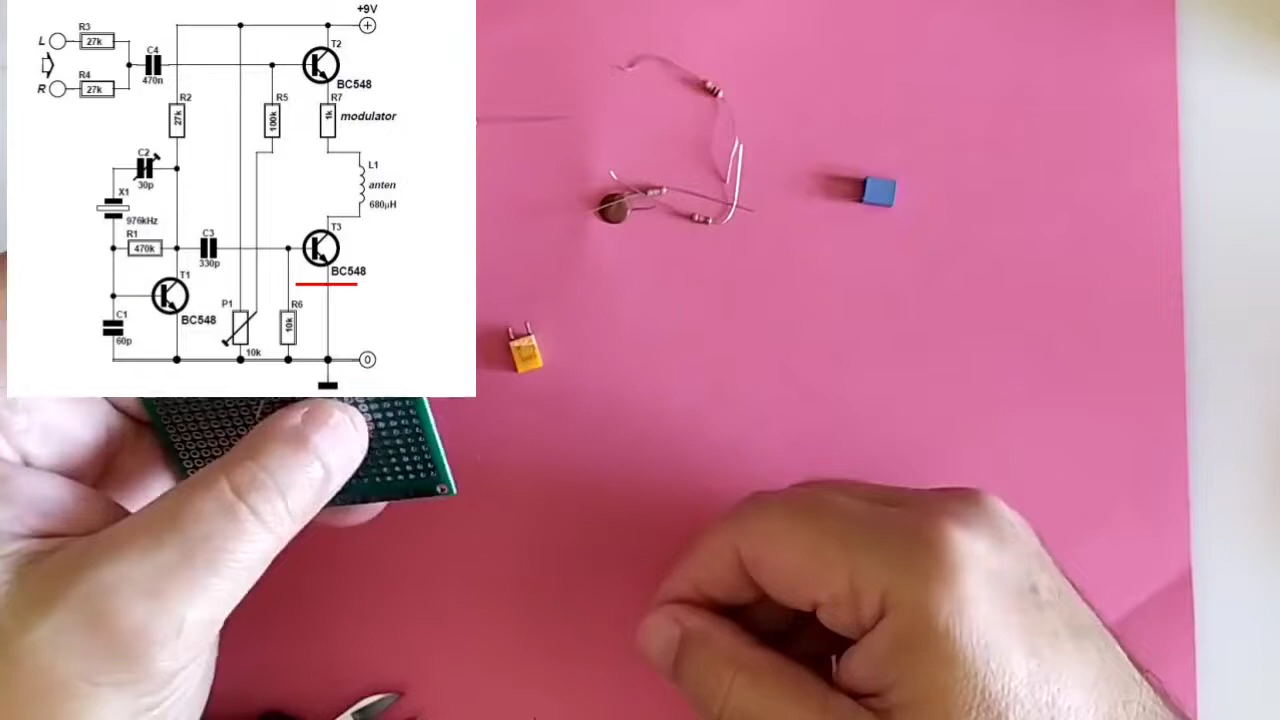 +9V
R3
L
27k
C4
T2
R4
470n
R
27k
BC548
R2
R5
R7
27k
100k
1k
modulator
C2
L1
30p
anten
X1
680µH
976kHz
R1
C3
T3
470k
330p
BC548
T1
P1
R6
C1
BC548
10k
60p
10k
0